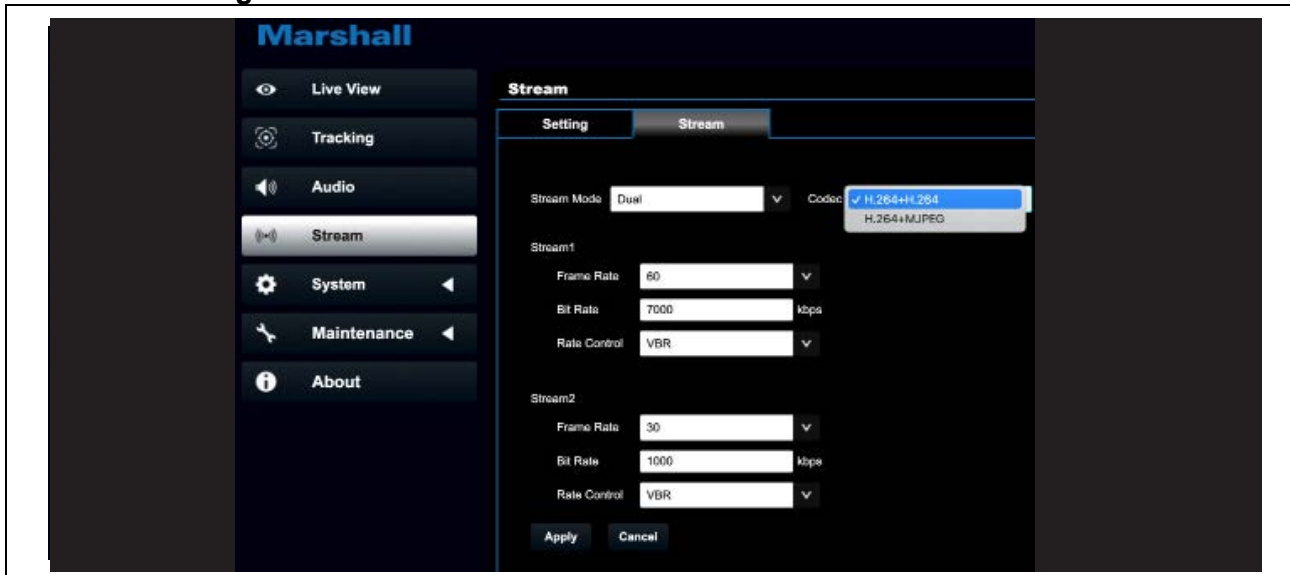 Marshall
Live View
Tracking
Audio
Stream
System
Maintenance
About
Stream
Setting Stream
Stream Mode Dual Codec ✓ H.264+H.264
H.264+MJPEG
Stream1
Frame Rate 60
Bit Rate 7000 kbps
Rate Control VBR
Stream2
Frame Rate 30
Bit Rate 1000 kbps
Rate Control VBR
Apply Cancel